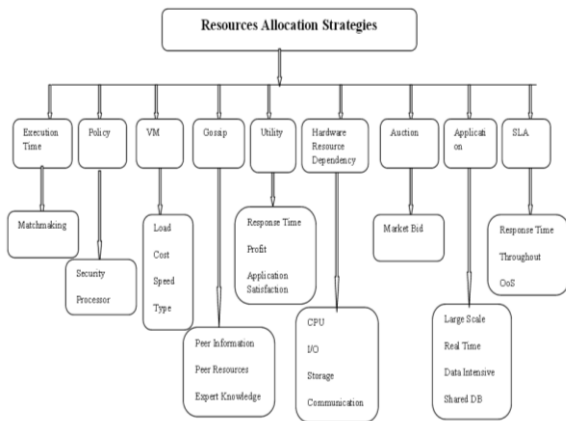 Resources Allocation Strategies
Execution
Time
Policy
VM
Gossip
Utility
Hardware
Resource
Dependency
Auction
Applicati
on
SLA
Matchmaking
Security
Processor
Load
Cost
Speed
Type
Peer Information
Peer Resources
Expert Knowledge
Response Time
Profit
Application
Satisfaction
CPU
I/O
Storage
Communication
Market Bid
Large Scale
Real Time
Data Intensive
Shared DB
Response Time
Throughout
OoS